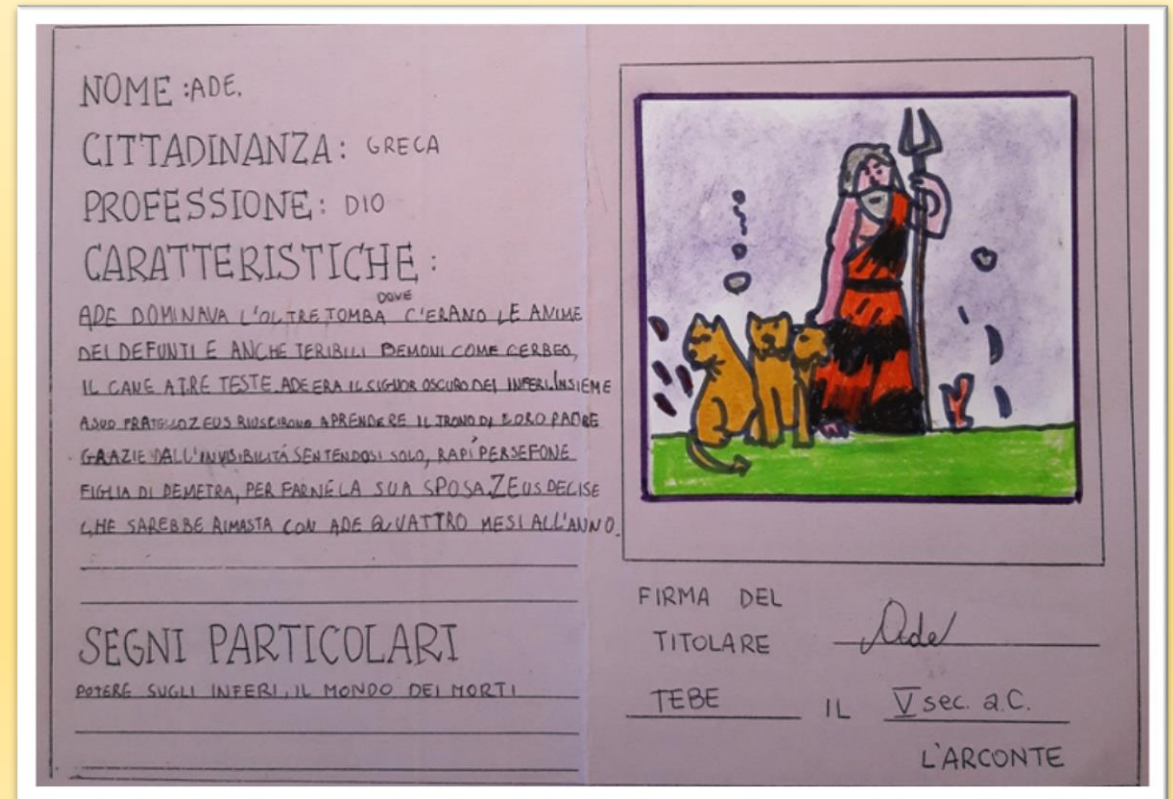 NOME : ADE.
CITTADINANZA : GRECA
PROFESSIONE : DIO
CARATTERISTICHE :
ADE DOMINAVA L'OLTRETOMBA DOVE C'ERANO LE ANIME
DEI DEFUNTI E ANCHE TERIBILI DEMONI COME CERBEO,
IL CANE A TRE TESTE. ADE ERA IL SIGNOR OSCURO DEI INFERI. INSIEME
A SUO FRATELLO ZEUS RIUSCIRONO A PRENDERE IL TRONO DI LORO PADRE
GRAZIE DALL'INVISIBILITÁ SENTENDOSI SOLO, RAPÍ PERSEFONE
FIGLIA DI DEMETRA, PER FARNE LA SUA SPOSA. ZEUS DECISE
CHE SAREBBE RIMASTA CON ADE QUATTRO MESI ALL'ANNO.
SEGNI PARTICOLARI
POTERE SUGLI INFERI, IL MONDO DEI MORTI
FIRMA DEL
TITOLARE Ade
TEBE IL V sec. a.C.
L'ARCONTE